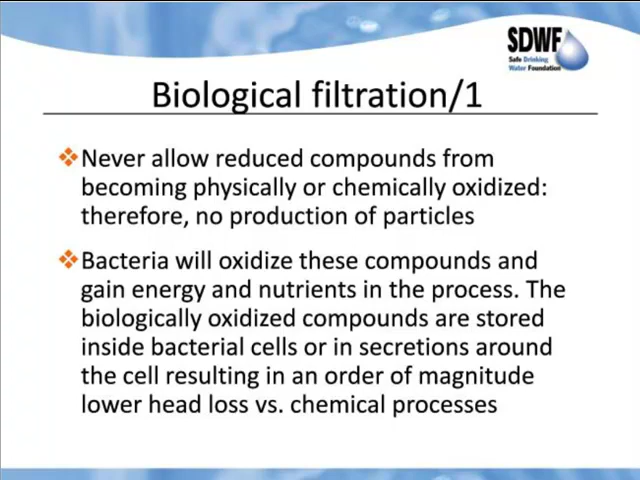 SDWF
Safe Drinking
Water Foundation
Biological filtration/1
❖Never allow reduced compounds from
becoming physically or chemically oxidized:
therefore, no production of particles
❖Bacteria will oxidize these compounds and
gain energy and nutrients in the process. The
biologically oxidized compounds are stored
inside bacterial cells or in secretions around
the cell resulting in an order of magnitude
lower head loss vs. chemical processes